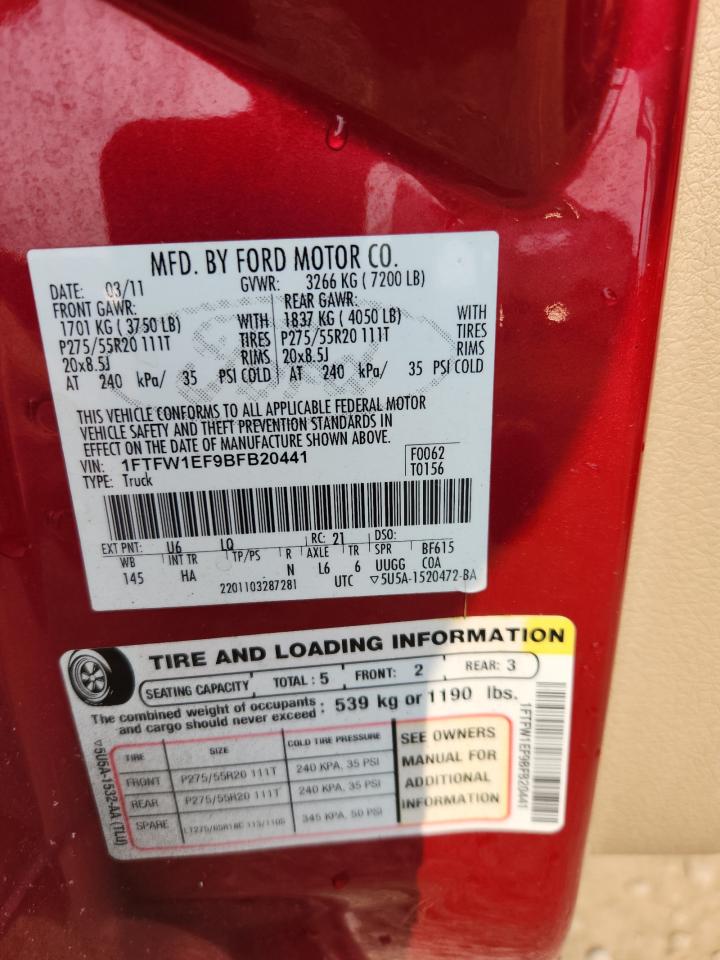 MFD. BY FORD MOTOR CO.
DATE: 03/11 GVWR: 3266 KG ( 7200 LB)
FRONT GAWR: REAR GAWR:
1701 KG ( 3750 LB) WITH 1837 KG ( 4050 LB) WITH
P275/55R20 111T TIRES P275/55R20 111T TIRES
20x8.5J RIMS 20x8.5J RIMS
AT 240 kPa/ 35 PSI COLD AT 240 kPa/ 35 PSI COLD
THIS VEHICLE CONFORMS TO ALL APPLICABLE FEDERAL MOTOR
VEHICLE SAFETY AND THEFT PREVENTION STANDARDS IN
EFFECT ON THE DATE OF MANUFACTURE SHOWN ABOVE.
VIN: 1FTFW1EF9BFB20441 F0062
TYPE: Truck T0156
EXT PNT: U6 LQ RC: 21 DSO:
WB INT TR TP/PS R AXLE TR SPR BF615
145 HA N L6 6 UUGG COA
2201103287281 UTC ▽5U5A-1520472-BA
TIRE AND LOADING INFORMATION
SEATING CAPACITY TOTAL : 5 FRONT: 2 REAR: 3
The combined weight of occupants
and cargo should never exceed : 539 kg or 1190 lbs.
TIRE SIZE COLD TIRE PRESSURE
FRONT P275/55R20 111T 240 KPA, 35 PSI
REAR P275/55R20 111T 240 KPA, 35 PSI
SPARE 345 KPA, 50 PSI
SEE OWNERS
MANUAL FOR
ADDITIONAL
INFORMATION
▽5U5A-1532-AA (TLU)
1FTFW1EF9BFB20441